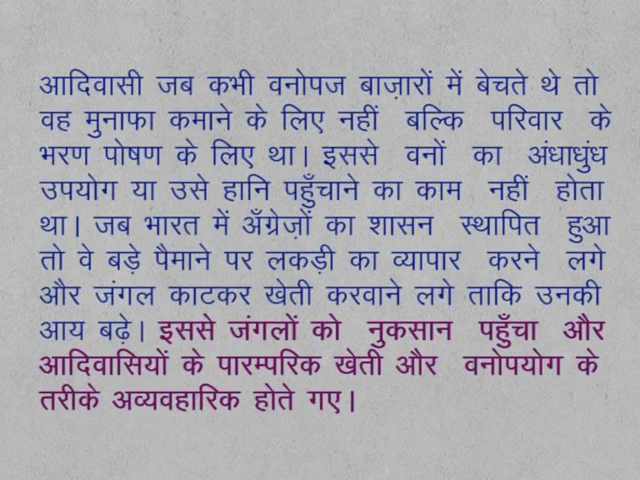 आदिवासी जब कभी वनोपज बाज़ारों में बेचते थे तो
वह मुनाफा कमाने के लिए नहीं बल्कि परिवार के
भरण पोषण के लिए था। इससे वनों का अंधाधुंध
उपयोग या उसे हानि पहुँचाने का काम नहीं होता
था। जब भारत में अँग्रेज़ों का शासन स्थापित हुआ
तो वे बड़े पैमाने पर लकड़ी का व्यापार करने लगे
और जंगल काटकर खेती करवाने लगे ताकि उनकी
आय बढ़े। इससे जंगलों को नुकसान पहुँचा और
आदिवासियों के पारम्परिक खेती और वनोपयोग के
तरीके अव्यवहारिक होते गए।